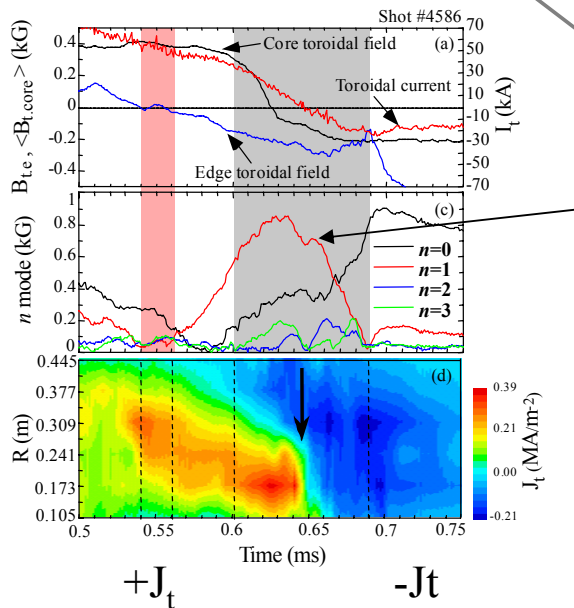 Shot #4586
(a)
0.4
0.2
0
-0.2
-0.4
B_t.e , <B_t.core> (kG)
Core toroidal field
Toroidal current
Edge toroidal field
70
50
30
10
-10
-30
-50
-70
I_t (kA)
(c)
1
0.8
0.6
0.4
0.2
0
n mode (kG)
n=0
n=1
n=2
n=3
(d)
0.445
0.377
0.309
0.241
0.173
0.105
R (m)
0.39
0.20
0.00
-0.21
J_t (MA/m⁻²)
0.5 0.55 0.6 0.65 0.7 0.75
Time (ms)
+J_t -Jt